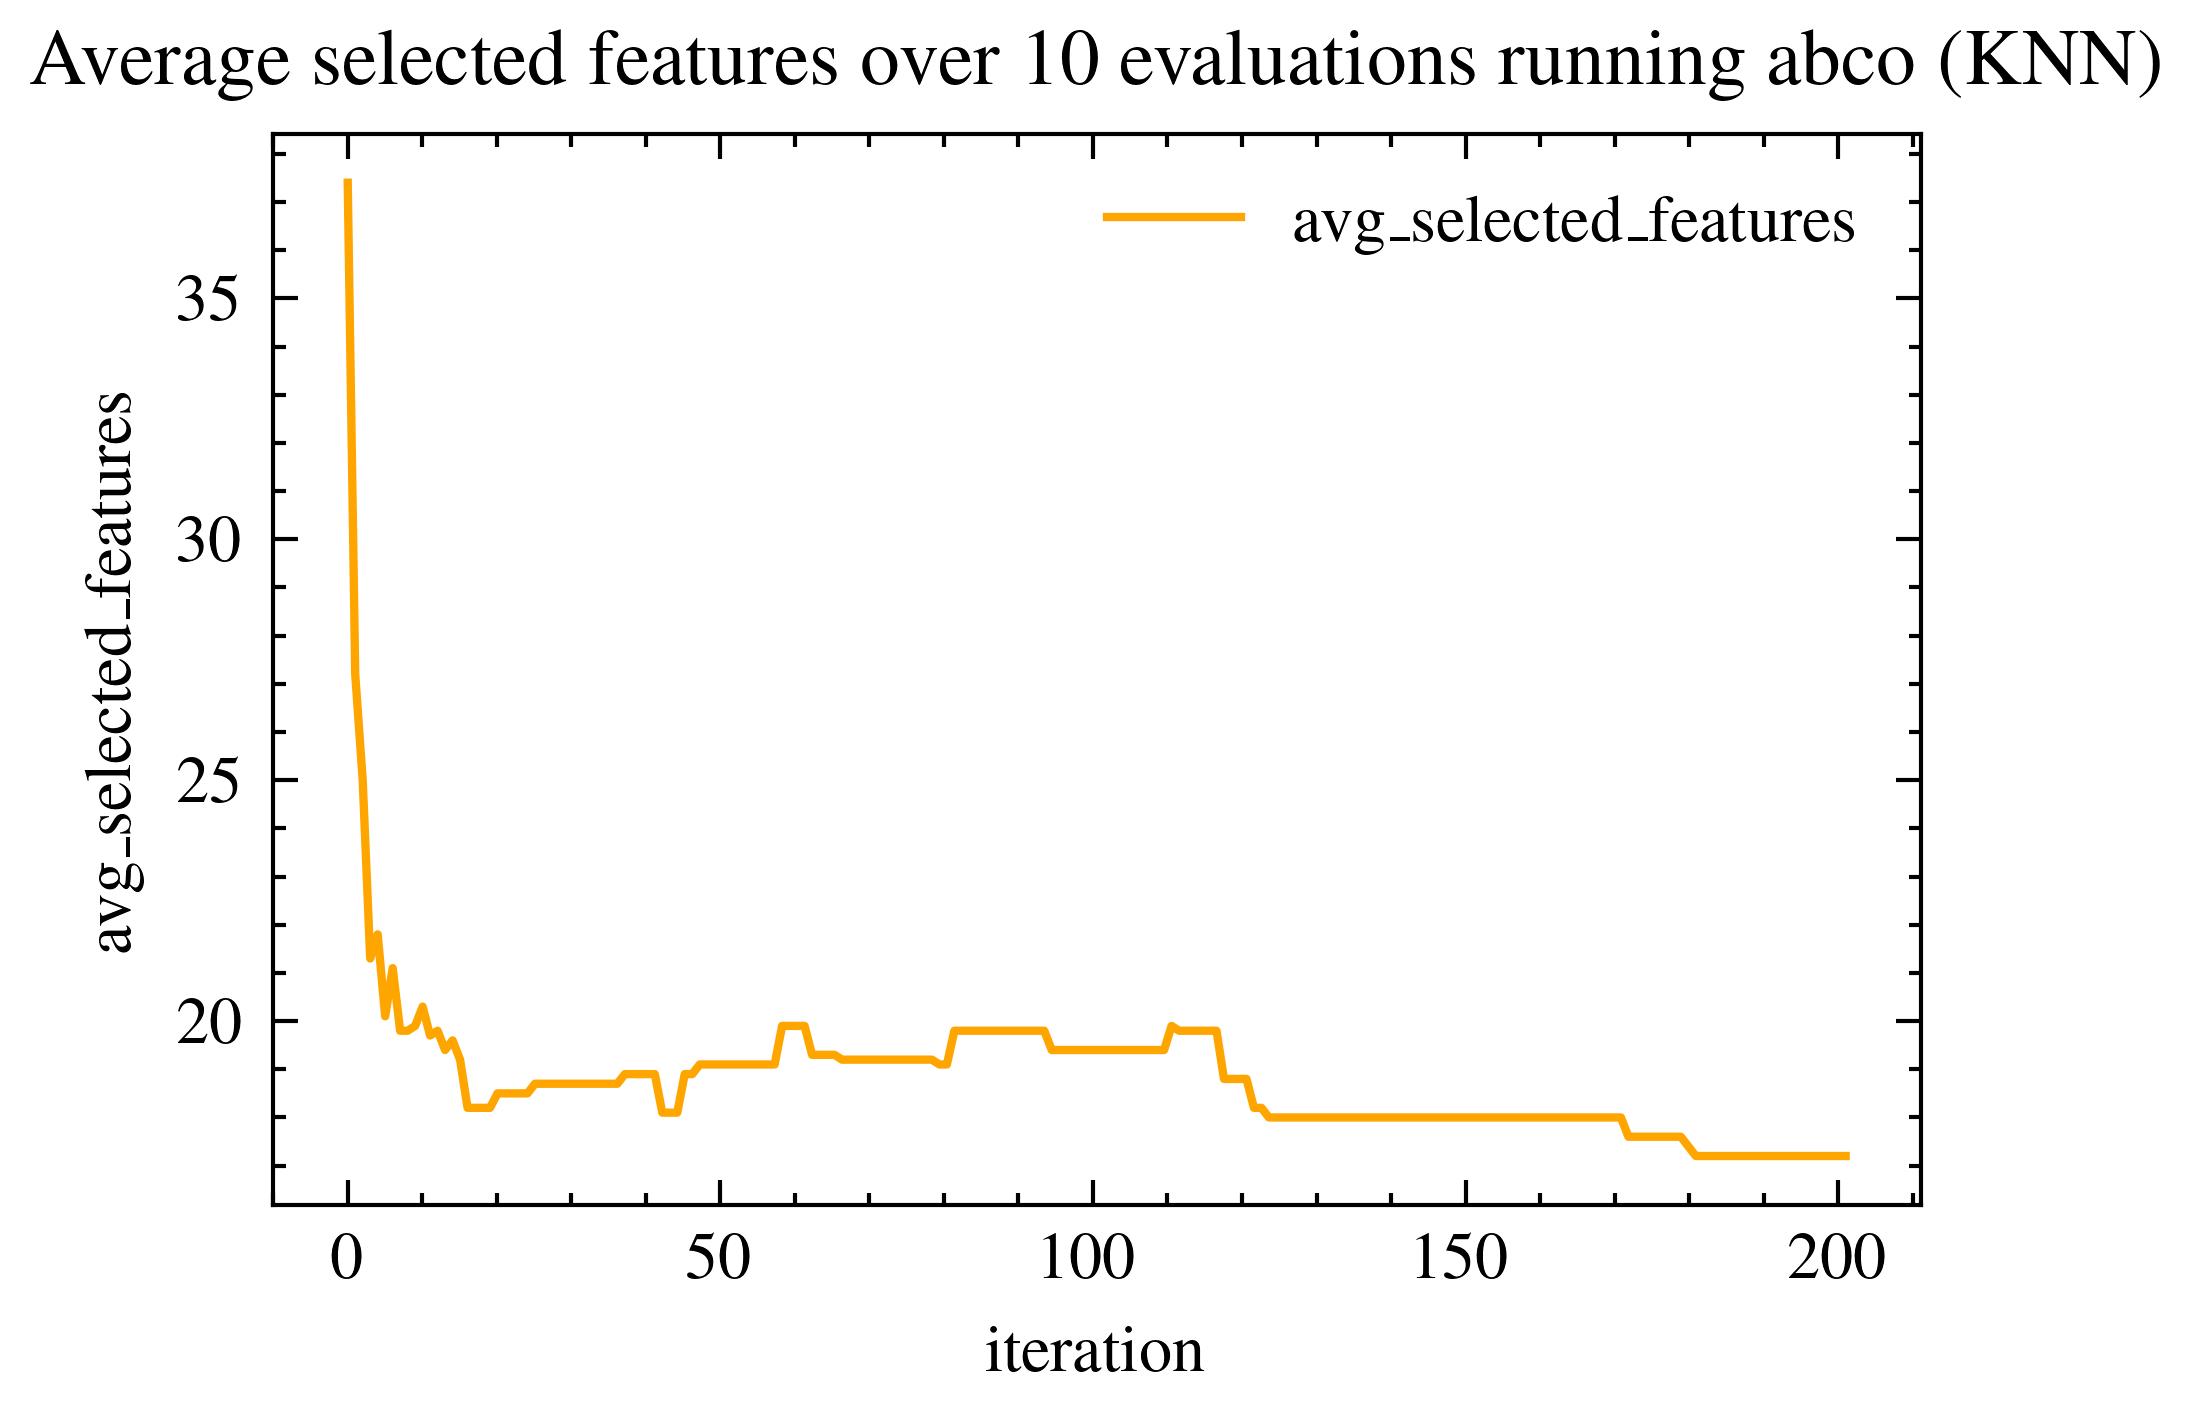 Average selected features over 10 evaluations running abco (KNN)
avg_selected_features
avg_selected_features
35
30
25
20
0 50 100 150 200
iteration